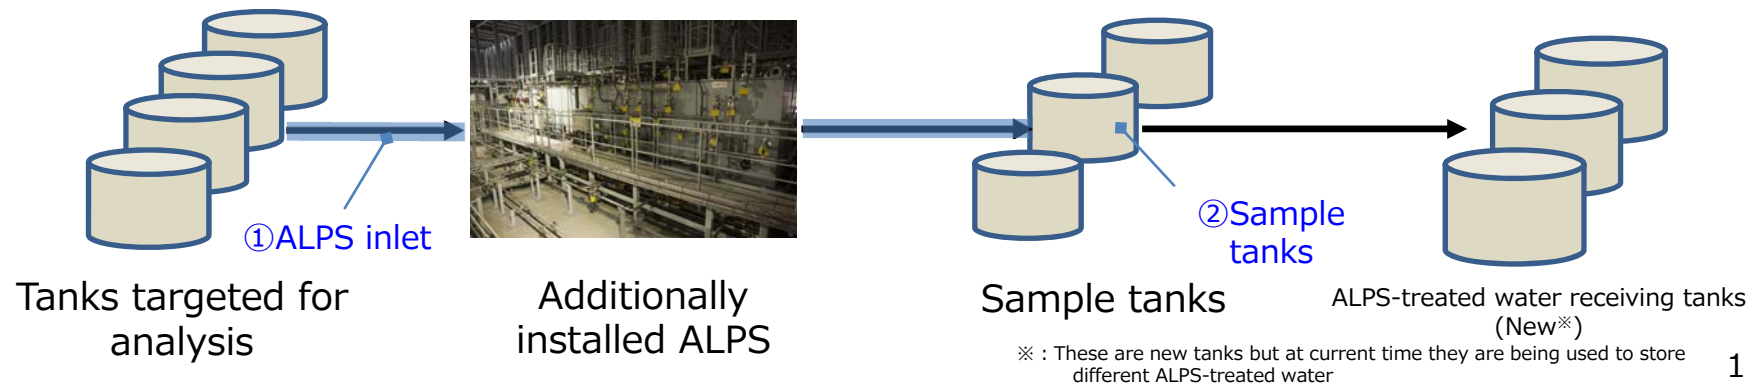 ①ALPS inlet
②Sample
tanks
Tanks targeted for
analysis
Additionally
installed ALPS
Sample tanks
ALPS-treated water receiving tanks
(New※)
※ : These are new tanks but at current time they are being used to store
different ALPS-treated water
1